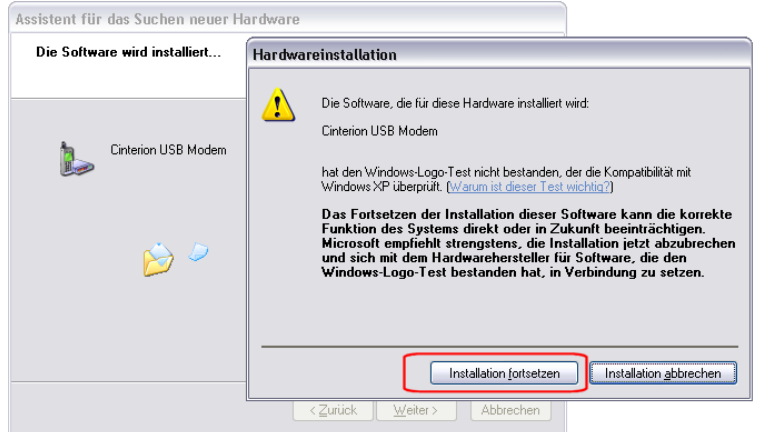 Assistent für das Suchen neuer Hardware
Die Software wird installiert...
Cinterion USB Modem
Hardwareinstallation
Die Software, die für diese Hardware installiert wird:
Cinterion USB Modem
hat den Windows-Logo-Test nicht bestanden, der die Kompatibilität mit
Windows XP überprüft. (Warum ist dieser Test wichtig?)
Das Fortsetzen der Installation dieser Software kann die korrekte
Funktion des Systems direkt oder in Zukunft beeinträchtigen.
Microsoft empfiehlt strengstens, die Installation jetzt abzubrechen
und sich mit dem Hardwarehersteller für Software, die den
Windows-Logo-Test bestanden hat, in Verbindung zu setzen.
Installation fortsetzen
Installation abbrechen
< Zurück
Weiter >
Abbrechen